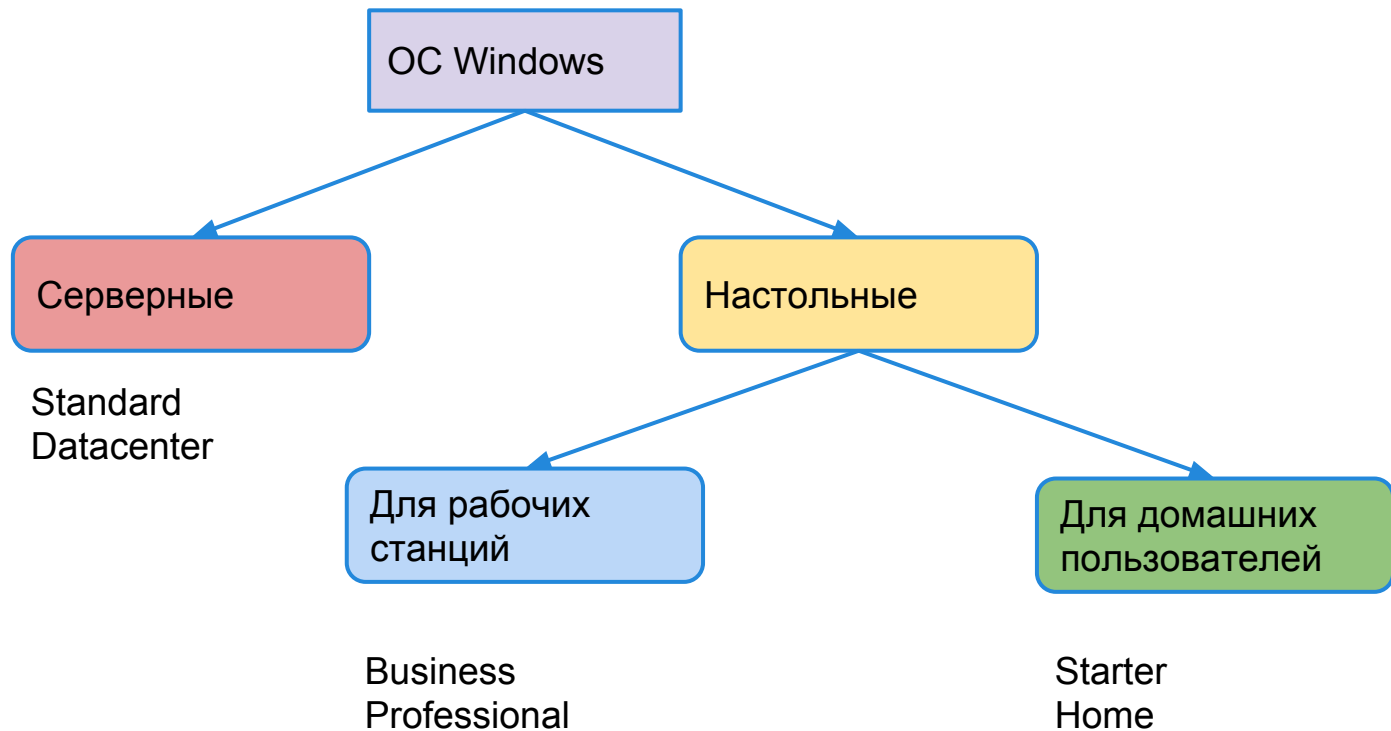 ОС Windows
Серверные
Настольные
Standard
Datacenter
Для рабочих
станций
Для домашних
пользователей
Business
Professional
Starter
Home